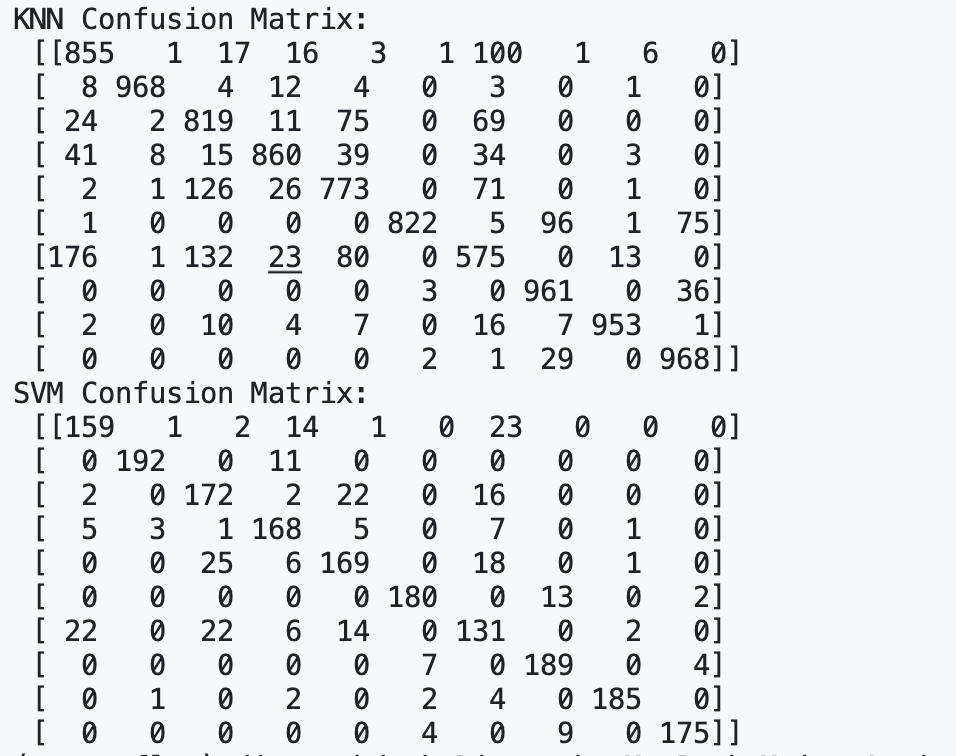 KNN Confusion Matrix:
[[855 1 17 16 3 1 100 1 6 0]
[ 8 968 4 12 4 0 3 0 1 0]
[ 24 2 819 11 75 0 69 0 0 0]
[ 41 8 15 860 39 0 34 0 3 0]
[ 2 1 126 26 773 0 71 0 1 0]
[ 1 0 0 0 0 822 5 96 1 75]
[176 1 132 23 80 0 575 0 13 0]
[ 0 0 0 0 0 3 0 961 0 36]
[ 2 0 10 4 7 0 16 7 953 1]
[ 0 0 0 0 0 2 1 29 0 968]]
SVM Confusion Matrix:
[[159 1 2 14 1 0 23 0 0 0]
[ 0 192 0 11 0 0 0 0 0 0]
[ 2 0 172 2 22 0 16 0 0 0]
[ 5 3 1 168 5 0 7 0 1 0]
[ 0 0 25 6 169 0 18 0 1 0]
[ 0 0 0 0 0 180 0 13 0 2]
[ 22 0 22 6 14 0 131 0 2 0]
[ 0 0 0 0 0 7 0 189 0 4]
[ 0 1 0 2 0 2 4 0 185 0]
[ 0 0 0 0 0 4 0 9 0 175]]